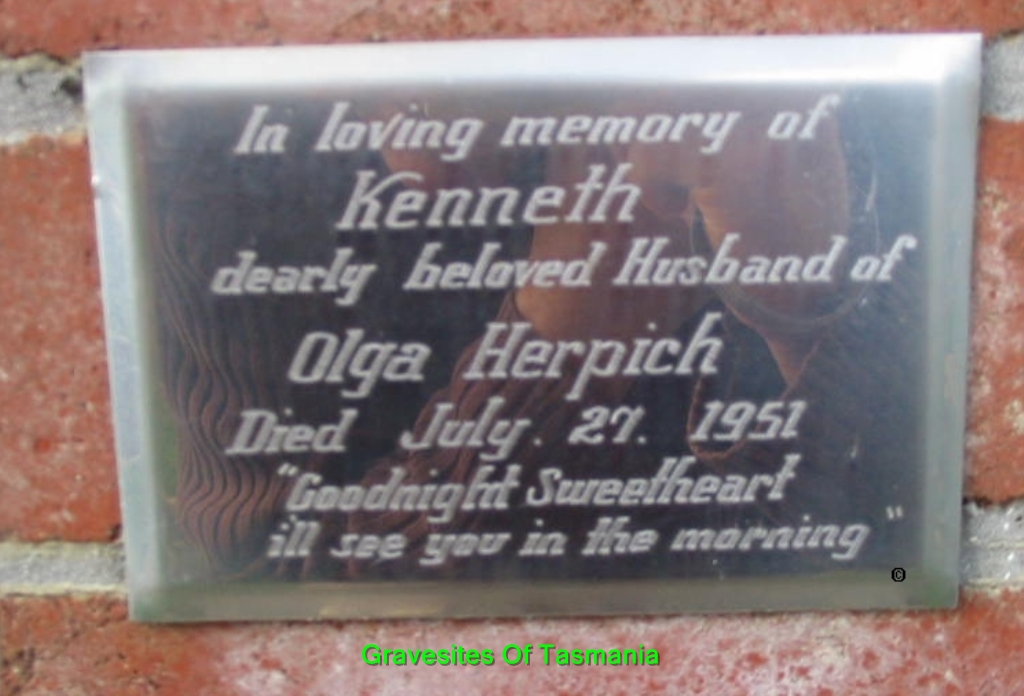 In loving memory of
Kenneth
dearly beloved Husband of
Olga Herpich
Died July. 27. 1951
"Goodnight Sweetheart
ill see you in the morning"
©
Gravesites Of Tasmania